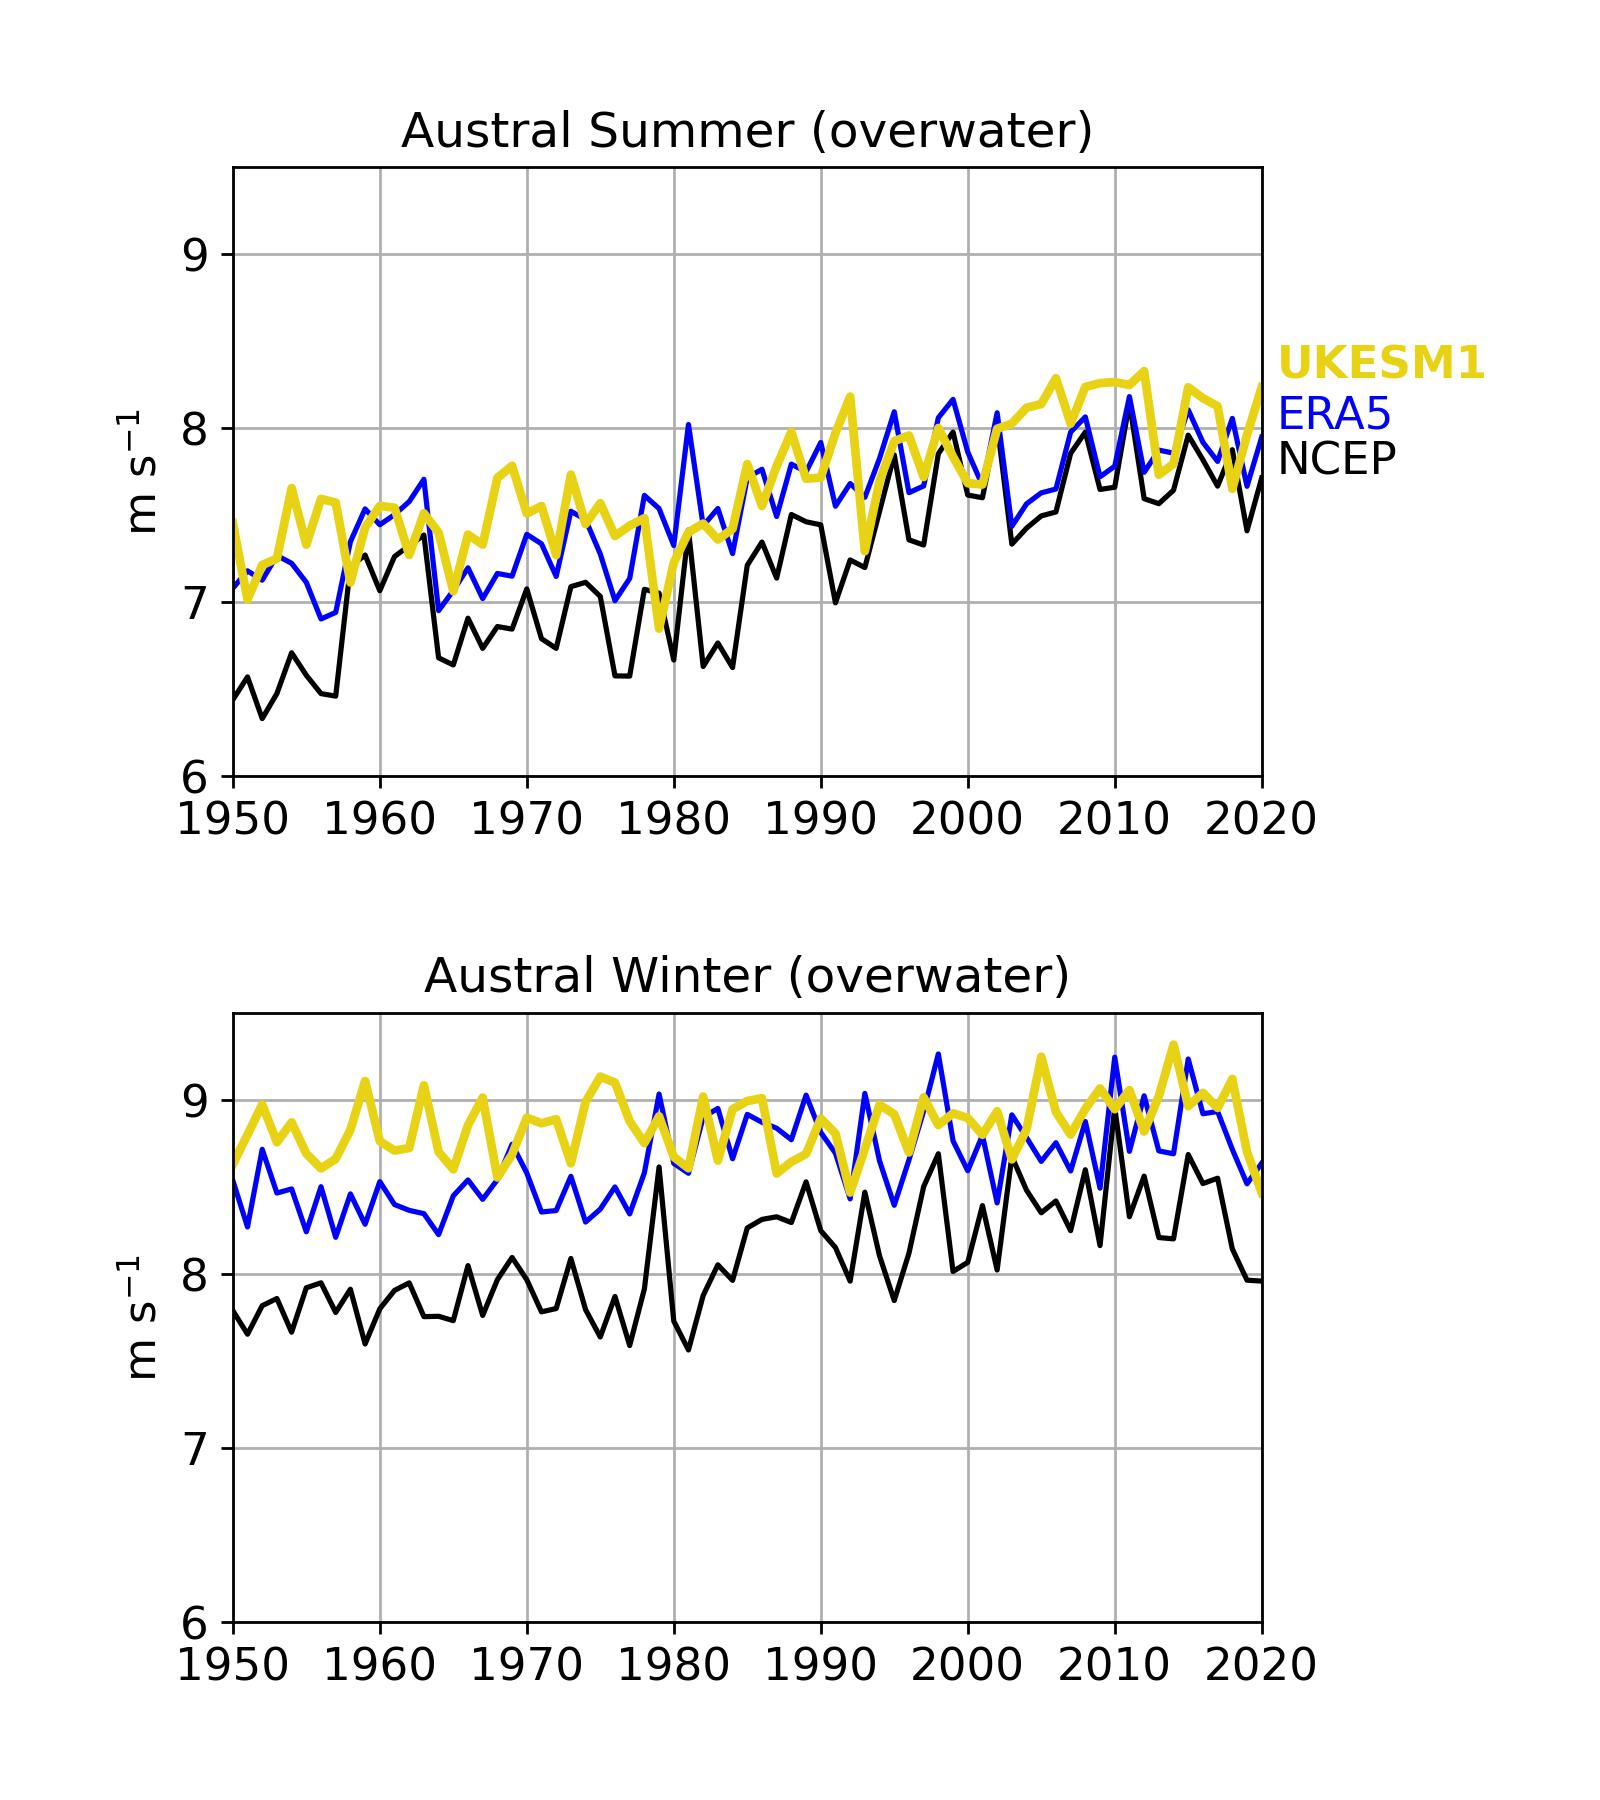 Austral Summer (overwater)
9
8
7
6
m s⁻¹
1950 1960 1970 1980 1990 2000 2010 2020
UKESM1
ERA5
NCEP
Austral Winter (overwater)
9
8
7
6
m s⁻¹
1950 1960 1970 1980 1990 2000 2010 2020